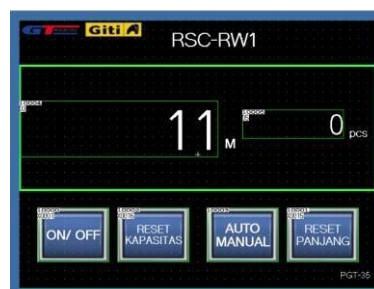 GT Giti
RSC-RW1
11 M
0 pcs
ON/ OFF
RESET KAPASITAS
AUTO MANUAL
RESET PANJANG
PGT-35